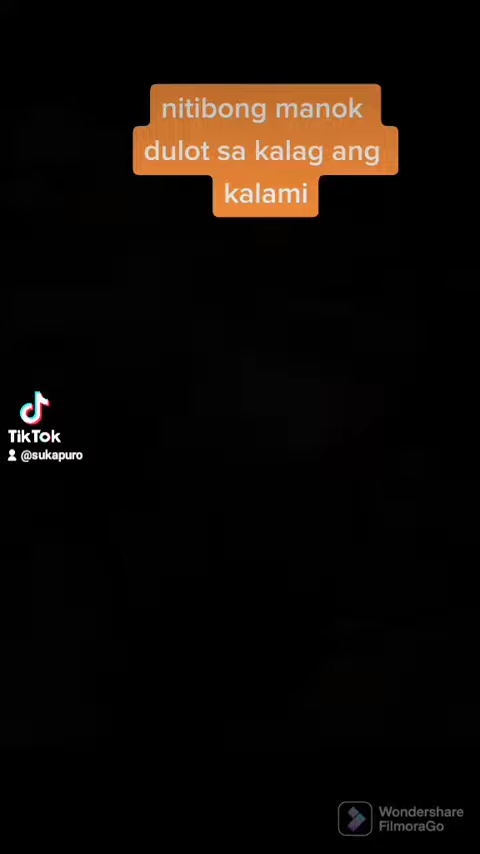 nitibong manok
dulot sa kalag ang
kalami
TikTok
@sukapuro
Wondershare
FilmoraGo